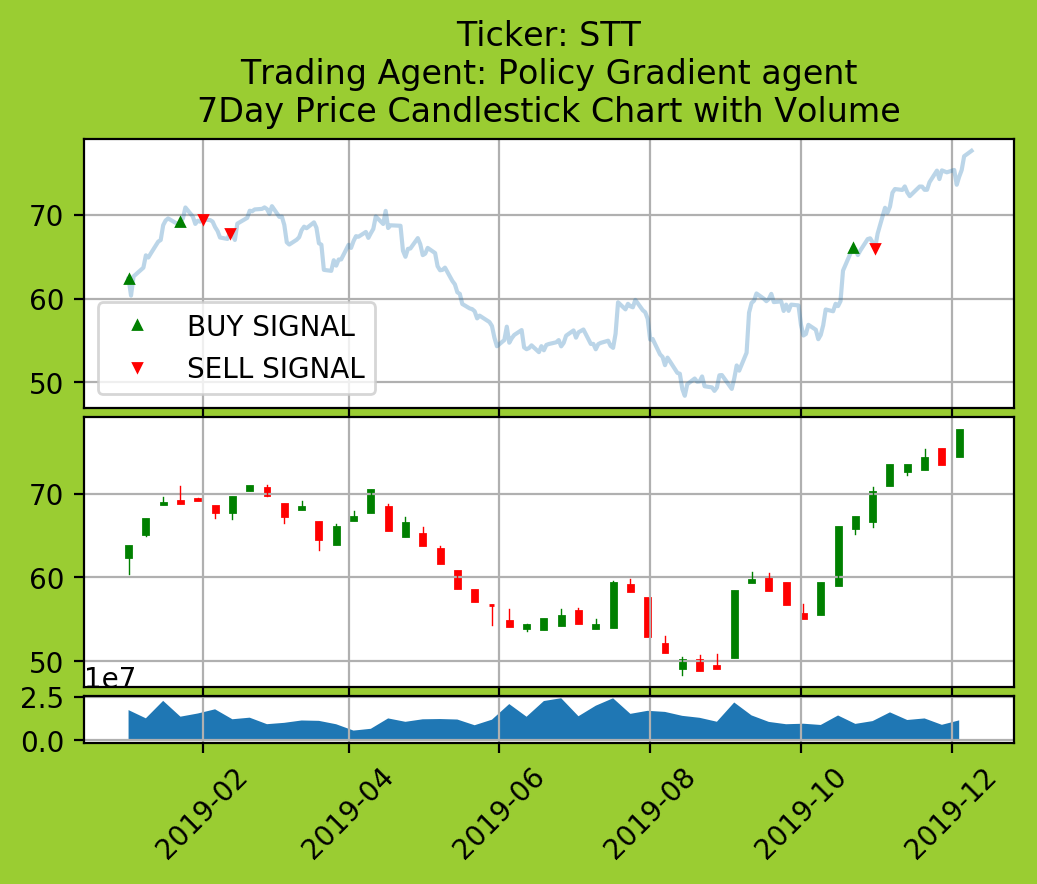 Ticker: STT
Trading Agent: Policy Gradient agent
7Day Price Candlestick Chart with Volume
70
60
50
BUY SIGNAL
SELL SIGNAL
70
60
50
1e7
2.5
0.0
2019-02
2019-04
2019-06
2019-08
2019-10
2019-12